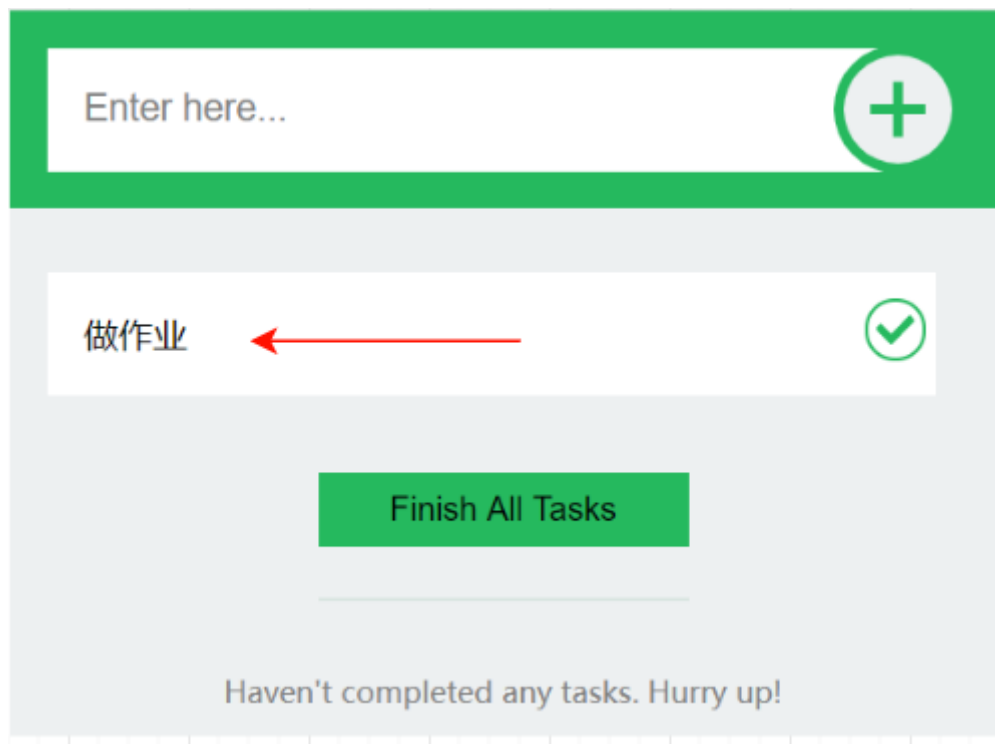 Enter here...
做作业
Finish All Tasks
Haven't completed any tasks. Hurry up!